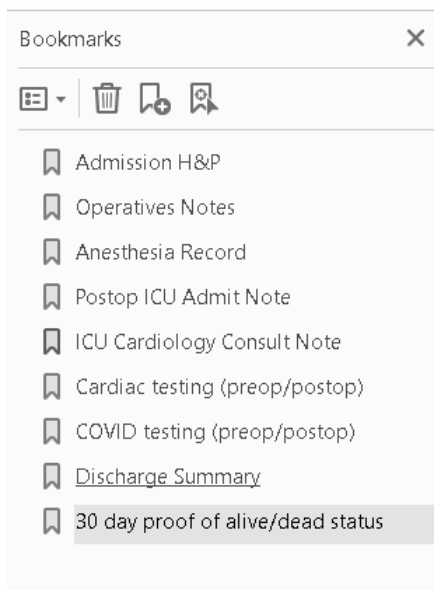 Bookmarks
Admission H&P
Operatives Notes
Anesthesia Record
Postop ICU Admit Note
ICU Cardiology Consult Note
Cardiac testing (preop/postop)
COVID testing (preop/postop)
Discharge Summary
30 day proof of alive/dead status